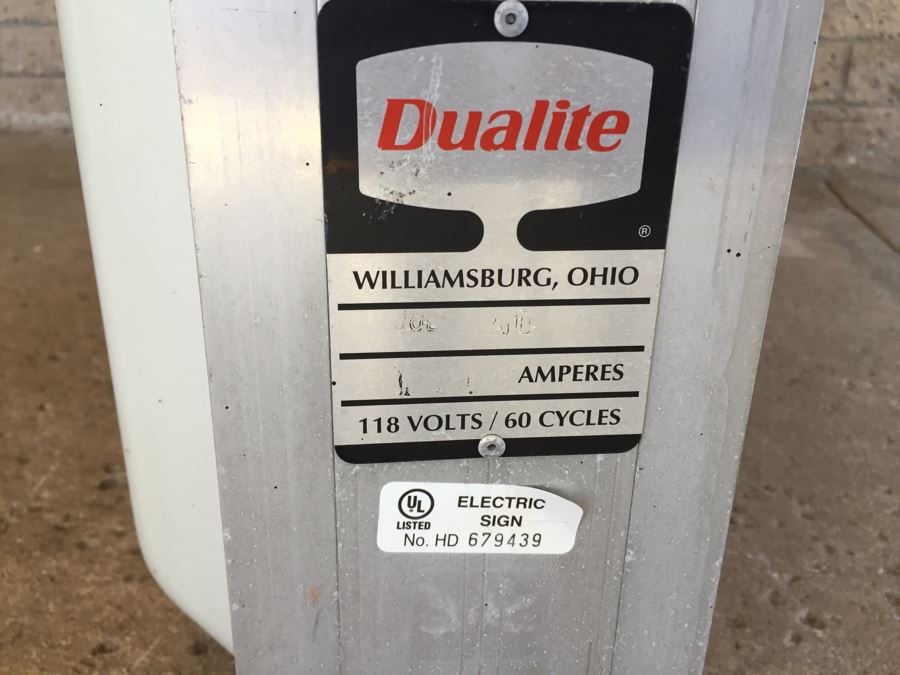 Dualite
®
WILLIAMSBURG, OHIO
AMPERES
118 VOLTS / 60 CYCLES
UL
LISTED
ELECTRIC
SIGN
No. HD 679439